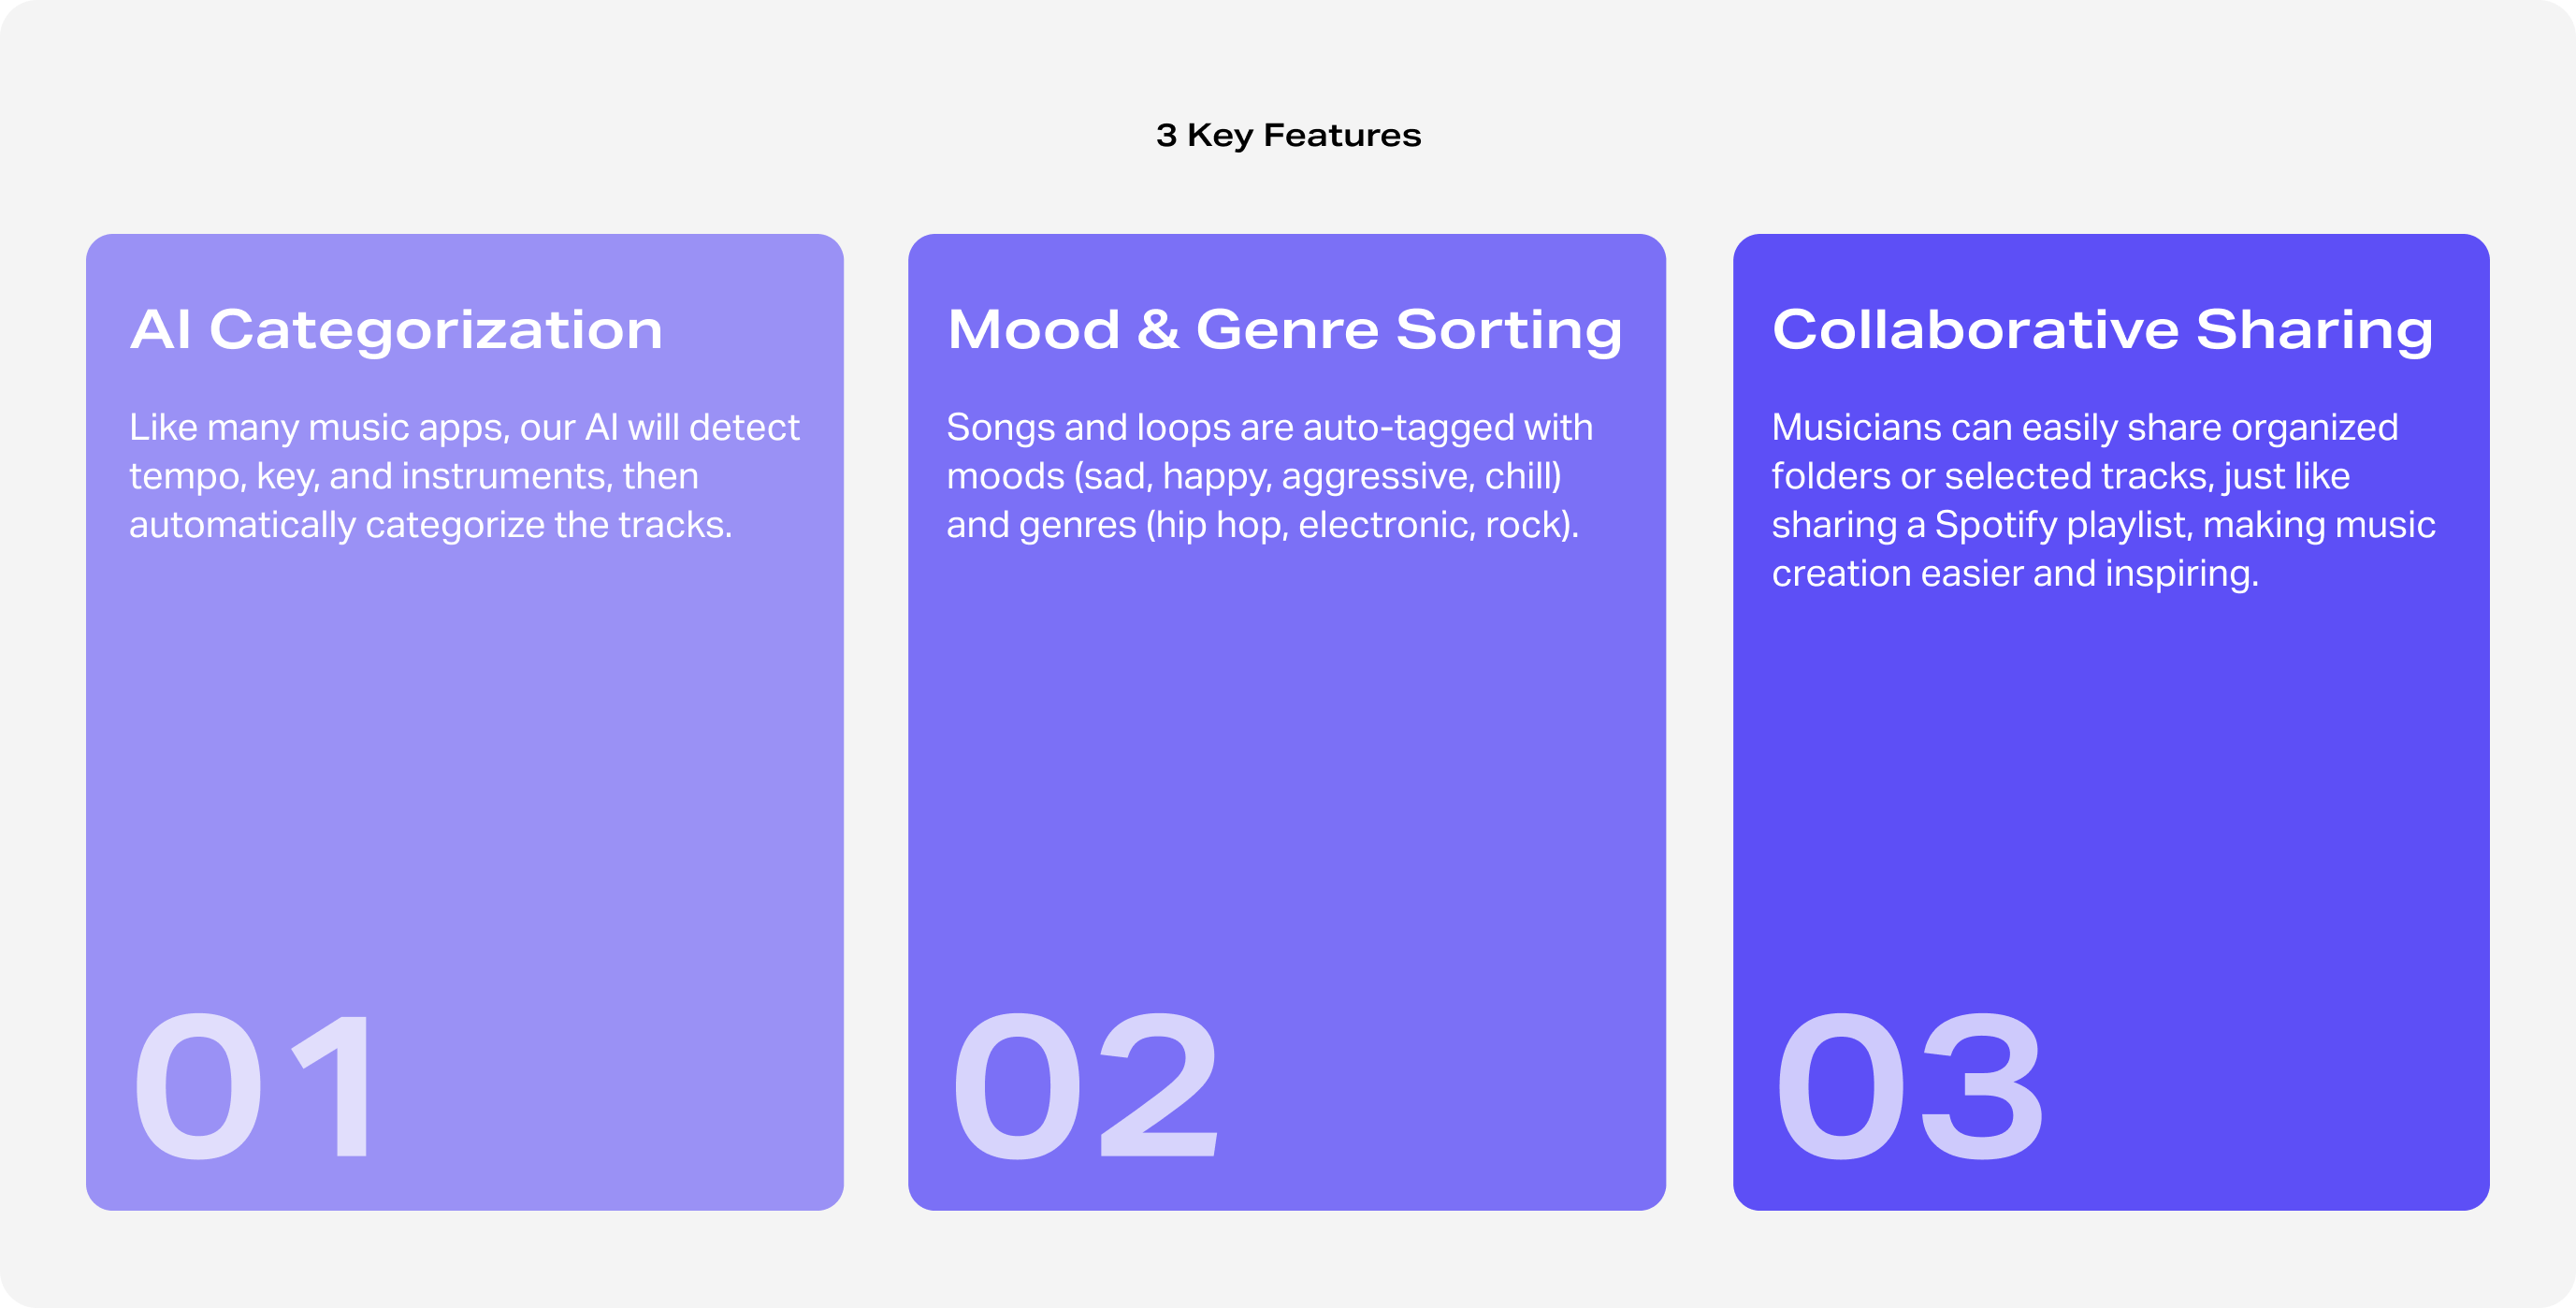 3 Key Features
AI Categorization
Like many music apps, our AI will detect
tempo, key, and instruments, then
automatically categorize the tracks.
01
Mood & Genre Sorting
Songs and loops are auto-tagged with
moods (sad, happy, aggressive, chill)
and genres (hip hop, electronic, rock).
02
Collaborative Sharing
Musicians can easily share organized
folders or selected tracks, just like
sharing a Spotify playlist, making music
creation easier and inspiring.
03